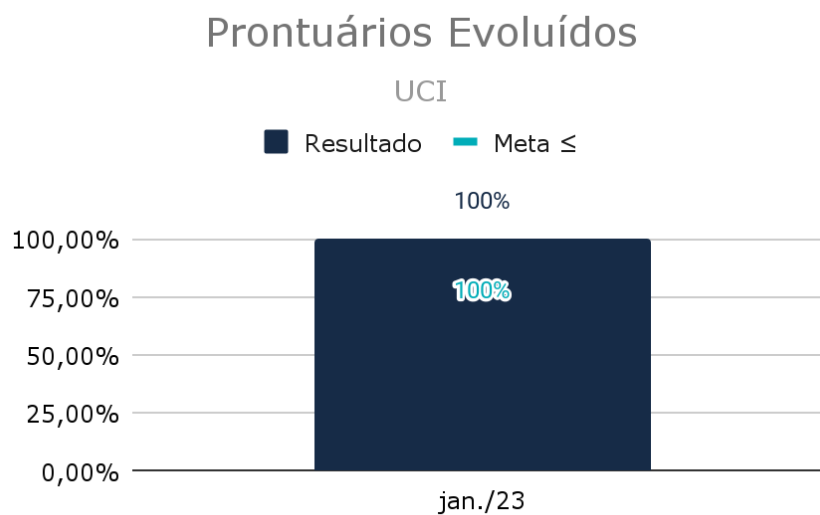 Prontuários Evoluídos
UCI
Resultado Meta ≤
100%
100,00%
100%
75,00%
50,00%
25,00%
0,00%
jan./23